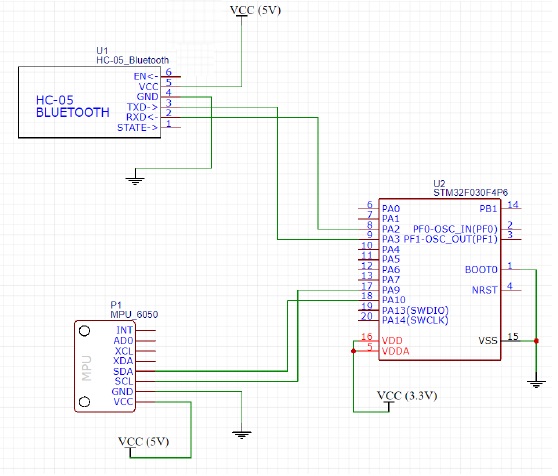 VCC (5V)
U1
HC-05_Bluetooth
HC-05
BLUETOOTH
EN<- 6
VCC 5
GND 4
TXD-> 3
RXD<- 2
STATE-> 1
U2
STM32F030F4P6
6 PA0
7 PA1
8 PA2
9 PA3
10 PA4
11 PA5
12 PA6
13 PA7
17 PA9
18 PA10
19 PA13(SWDIO)
20 PA14(SWCLK)
16 VDD
5 VDDA
PB1 14
PF0-OSC_IN(PF0) 2
PF1-OSC_OUT(PF1) 3
BOOT0 1
NRST 4
VSS 15
VCC (3.3V)
P1
MPU_6050
MPU
INT
AD0
XCL
XDA
SDA
SCL
GND
VCC
VCC (5V)